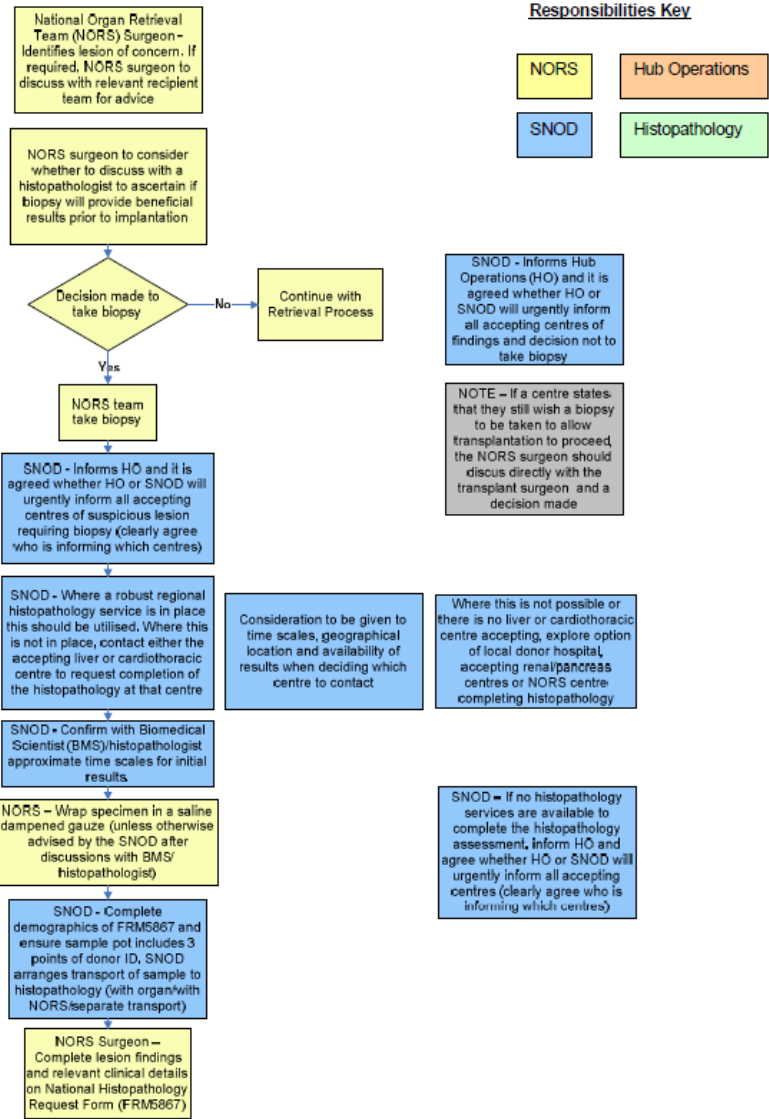 National Organ Retrieval
Team (NORS) Surgeon–
Identifies lesion of concern. If
required, NORS surgeon to
discuss with relevant recipient
team for advice
Responsibilities Key
NORS
Hub Operations
SNOD
Histopathology
NORS surgeon to consider
whether to discuss with a
histopathologist to ascertain if
biopsy will provide beneficial
results prior to implantation
Decision made to
take biopsy
No
Continue with
Retrieval Process
SNOD - Informs Hub
Operations (HO) and it is
agreed whether HO or
SNOD will urgently inform
all accepting centres of
findings and decision not to
take biopsy
Yes
NORS team
take biopsy
NOTE – If a centre states
that they still wish a biopsy
to be taken to allow
transplantation to proceed,
the NORS surgeon should
discus directly with the
transplant surgeon and a
decision made
SNOD - Informs HO and it is
agreed whether HO or SNOD will
urgently inform all accepting
centres of suspicious lesion
requiring biopsy (clearly agree
who is informing which centres)
SNOD - Where a robust regional
histopathology service is in place
this should be utilised. Where this
is not in place, contact either the
accepting liver or cardiothoracic
centre to request completion of
the histopathology at that centre
Consideration to be given to
time scales, geographical
location and availability of
results when deciding which
centre to contact
Where this is not possible or
there is no liver or cardiothoracic
centre accepting, explore option
of local donor hospital,
accepting renal/pancreas
centres or NORS centre
completing histopathology
SNOD - Confirm with Biomedical
Scientist (BMS)/histopathologist
approximate time scales for initial
results.
NORS – Wrap specimen in a saline
dampened gauze (unless otherwise
advised by the SNOD after
discussions with BMS/
histopathologist)
SNOD – If no histopathology
services are available to
complete the histopathology
assessment, inform HO and
agree whether HO or SNOD will
urgently inform all accepting
centres (clearly agree who is
informing which centres)
SNOD - Complete
demographics of FRM5867 and
ensure sample pot includes 3
points of donor ID, SNOD
arranges transport of sample to
histopathology (with organ/with
NORS/separate transport)
NORS Surgeon –
Complete lesion findings
and relevant clinical details
on National Histopathology
Request Form (FRM5867)